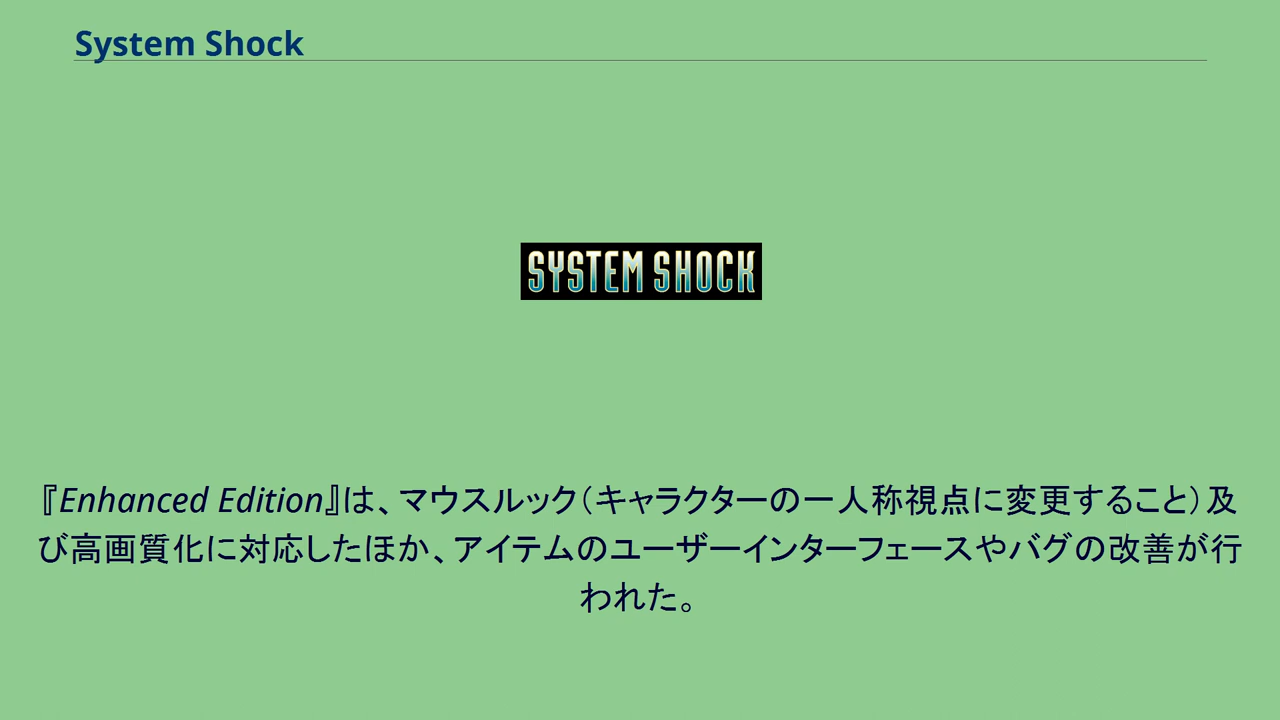 System Shock
SYSTEM SHOCK
『Enhanced Edition』は、マウスルック（キャラクターの一人称視点に変更すること）及
び高画質化に対応したほか、アイテムのユーザーインターフェースやバグの改善が行
われた。